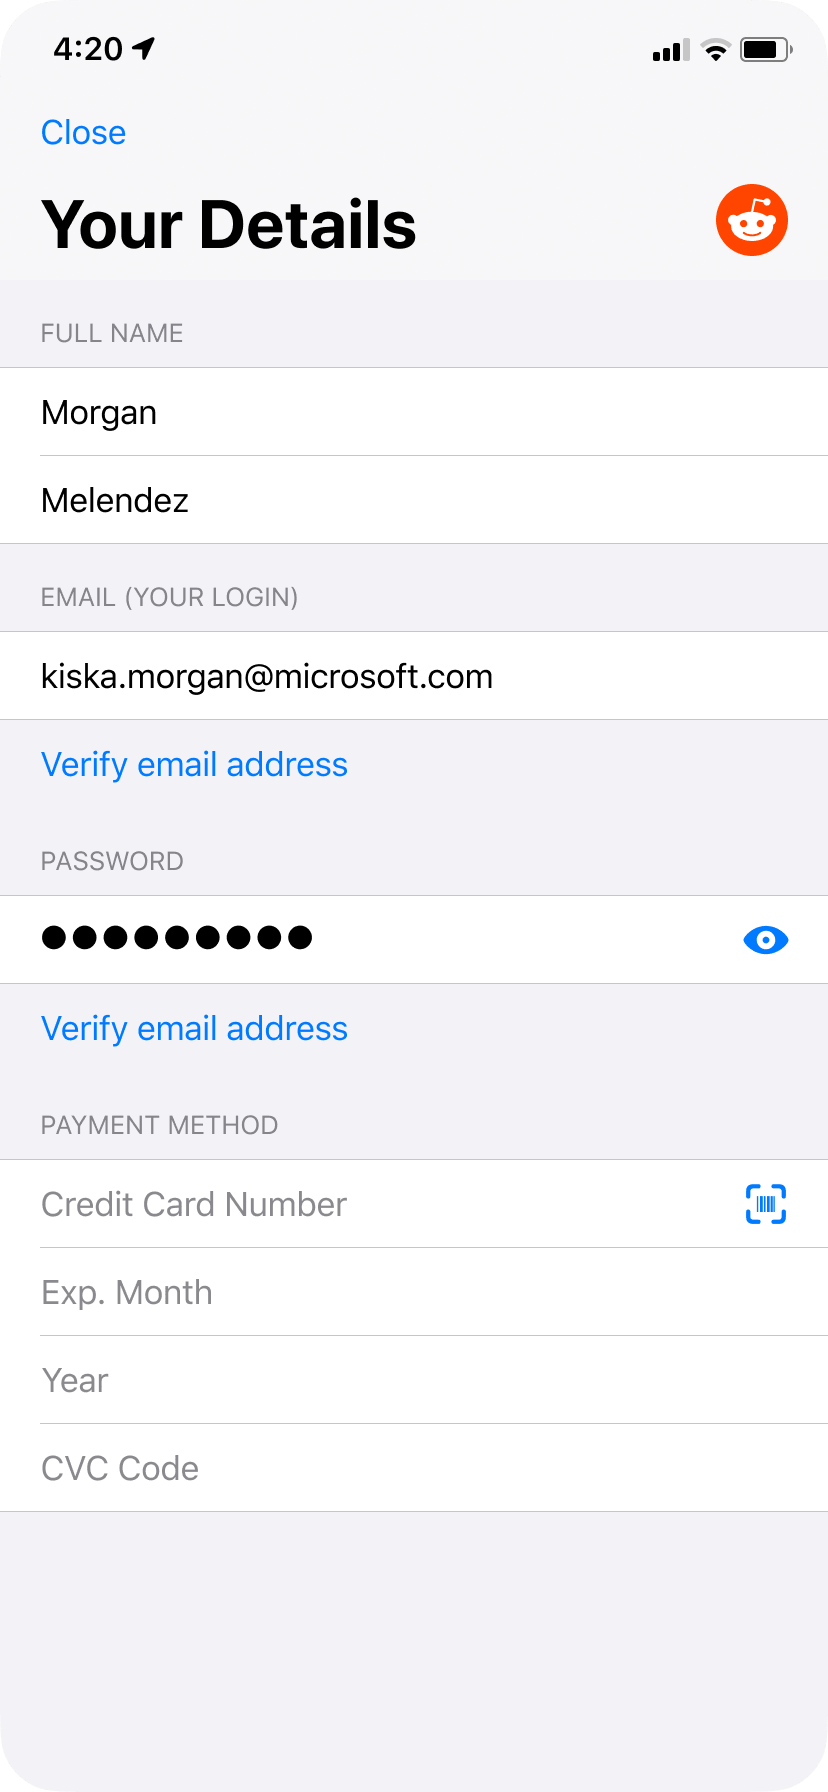 4:20
Close
Your Details
FULL NAME
Morgan
Melendez
EMAIL (YOUR LOGIN)
kiska.morgan@microsoft.com
Verify email address
PASSWORD
●●●●●●●●●
Verify email address
PAYMENT METHOD
Credit Card Number
Exp. Month
Year
CVC Code